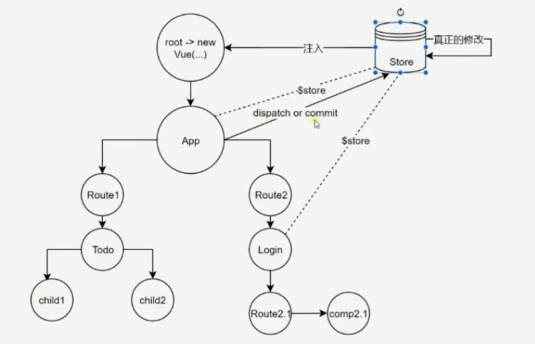 root -> new
Vue(...)
注入
Store
真正的修改
$store
dispatch or commit
App
$store
Route1
Route2
Todo
Login
child1
child2
Route2.1
comp2.1